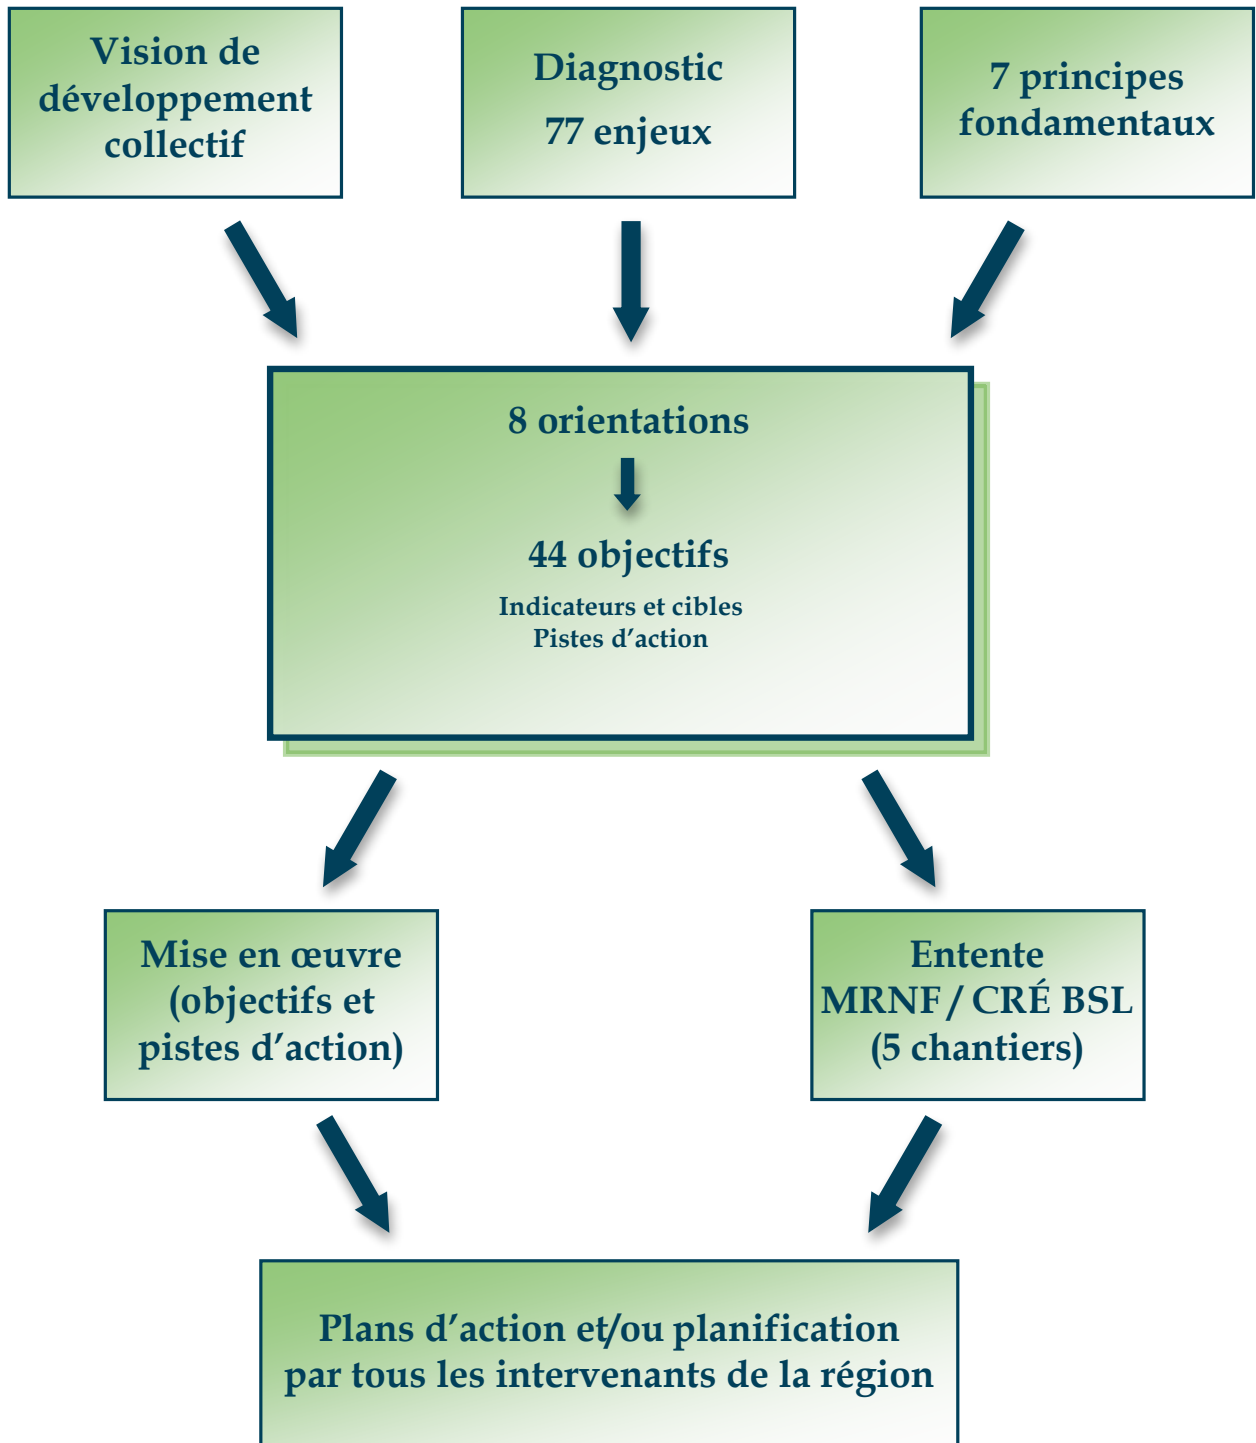 Vision de
développement
collectif
Diagnostic
77 enjeux
7 principes
fondamentaux
8 orientations
44 objectifs
Indicateurs et cibles
Pistes d’action
Mise en œuvre
(objectifs et
pistes d’action)
Entente
MRNF / CRÉ BSL
(5 chantiers)
Plans d’action et/ou planification
par tous les intervenants de la région